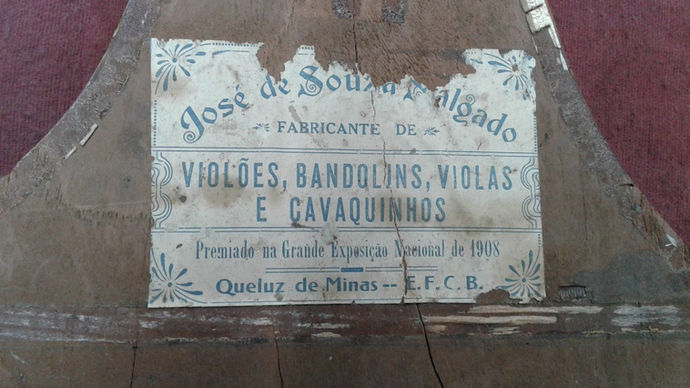 José de Souza Salgado
FABRICANTE DE
VIOLÕES, BANDOLINS, VIOLAS
E CAVAQUINHOS
Premiado na Grande Exposição Nacional de 1908
Queluz de Minas -- E. F. C. B.